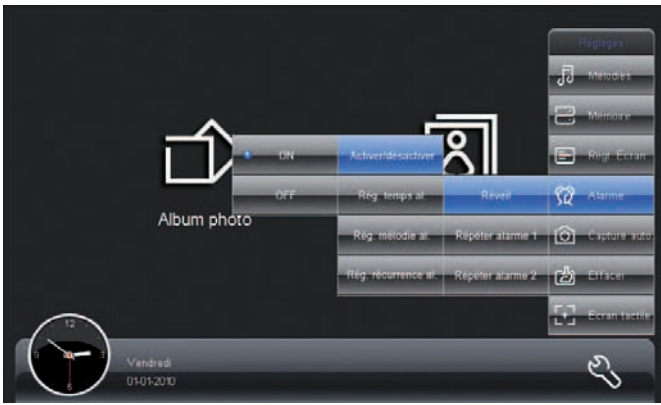 Réglages
Mélodies
Mémoire
Régl. Ecran
Alarme
Capture auto
Effacer
Ecran tactile
Réveil
Répéter alarme 1
Répéter alarme 2
Activer/désactiver
Rég. temps al.
Rég. mélodie al.
Rég. récurrence al.
ON
OFF
Album photo
12
9
3
6
Vendredi
01-01-2010